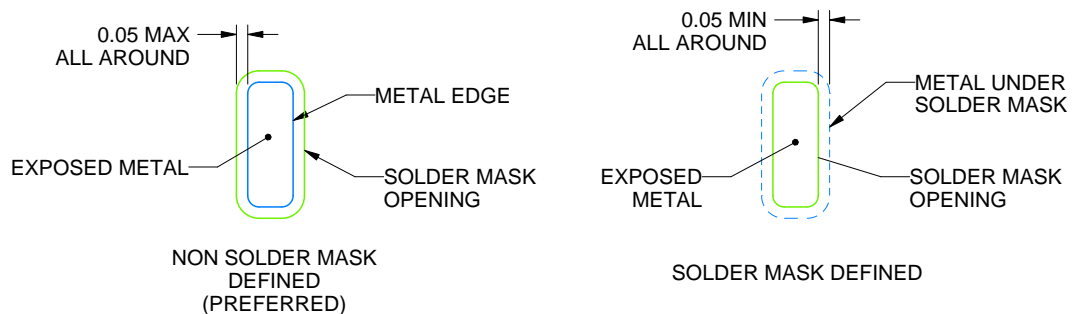 0.05 MAX
ALL AROUND
METAL EDGE
EXPOSED METAL
SOLDER MASK
OPENING
NON SOLDER MASK
DEFINED
(PREFERRED)
0.05 MIN
ALL AROUND
METAL UNDER
SOLDER MASK
EXPOSED
METAL
SOLDER MASK
OPENING
SOLDER MASK DEFINED